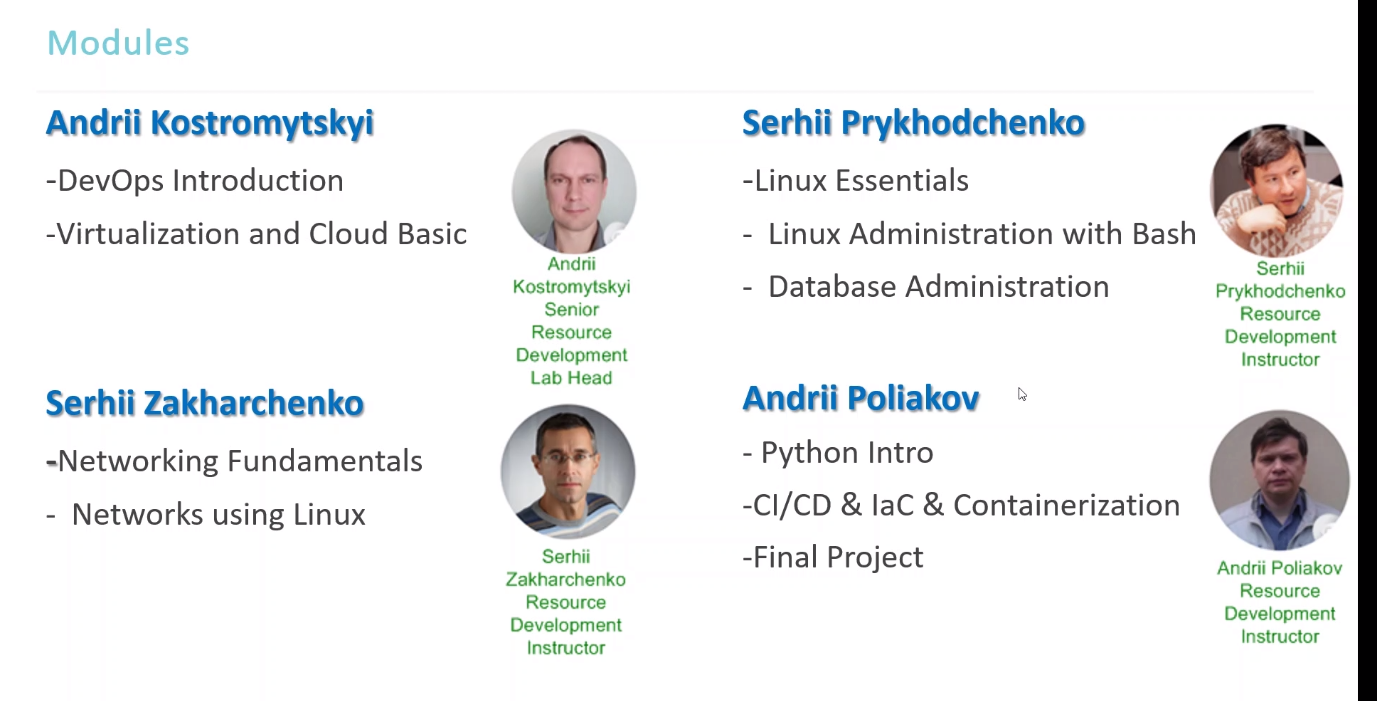 Modules
Andrii Kostromytskyi
-DevOps Introduction
-Virtualization and Cloud Basic
Andrii
Kostromytskyi
Senior
Resource
Development
Lab Head
Serhii Prykhodchenko
-Linux Essentials
- Linux Administration with Bash
- Database Administration
Serhii
Prykhodchenko
Resource
Development
Instructor
Serhii Zakharchenko
-Networking Fundamentals
- Networks using Linux
Serhii
Zakharchenko
Resource
Development
Instructor
Andrii Poliakov
- Python Intro
-CI/CD & IaC & Containerization
-Final Project
Andrii Poliakov
Resource
Development
Instructor